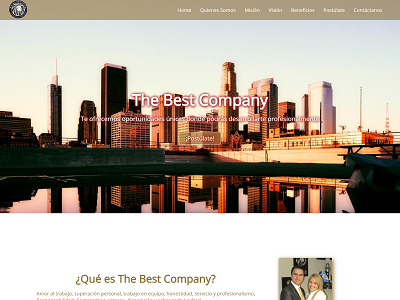 Home Quienes Somos Misión Visión Beneficios Postúlate Contáctanos
The Best Company
Te ofrecemos oportunidades únicas donde podrás desarrollarte profesionalmente
¡Postúlate!
¿Qué es The Best Company?
Amor al trabajo, superación personal, trabajo en equipo, honestidad, servicio y profesionalismo,